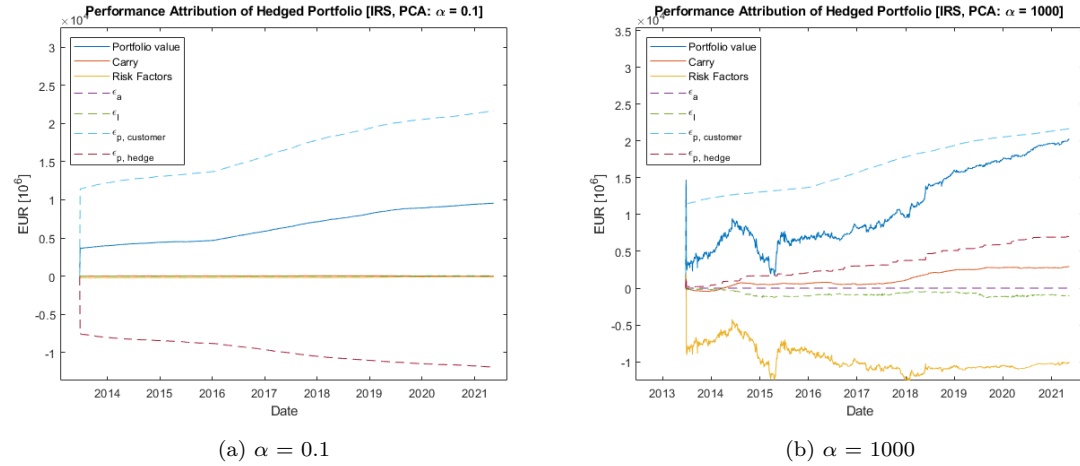 Performance Attribution of Hedged Portfolio [IRS, PCA: α = 0.1]
×10⁴
3
2.5
2
1.5
1
0.5
0
-0.5
-1
EUR [10⁶]
Portfolio value
Carry
Risk Factors
ϵₐ
ϵ_I
ϵ_p, customer
ϵ_p, hedge
2014 2015 2016 2017 2018 2019 2020 2021
Date
(a) α = 0.1
Performance Attribution of Hedged Portfolio [IRS, PCA: α = 1000]
×10⁴
3.5
3
2.5
2
1.5
1
0.5
0
-0.5
-1
EUR [10⁶]
Portfolio value
Carry
Risk Factors
ϵₐ
ϵ_I
ϵ_p, customer
ϵ_p, hedge
2013 2014 2015 2016 2017 2018 2019 2020 2021
Date
(b) α = 1000